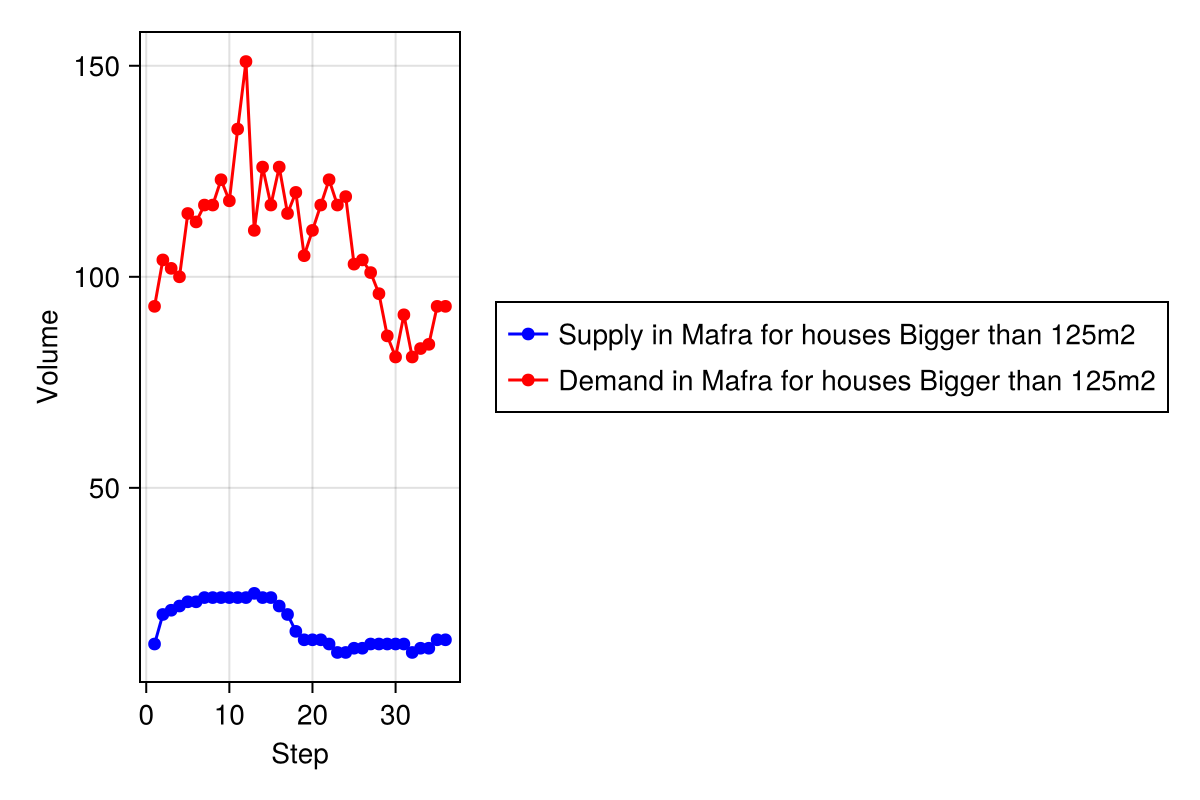 150
100
50
Volume
0 10 20 30
Step
Supply in Mafra for houses Bigger than 125m2
Demand in Mafra for houses Bigger than 125m2